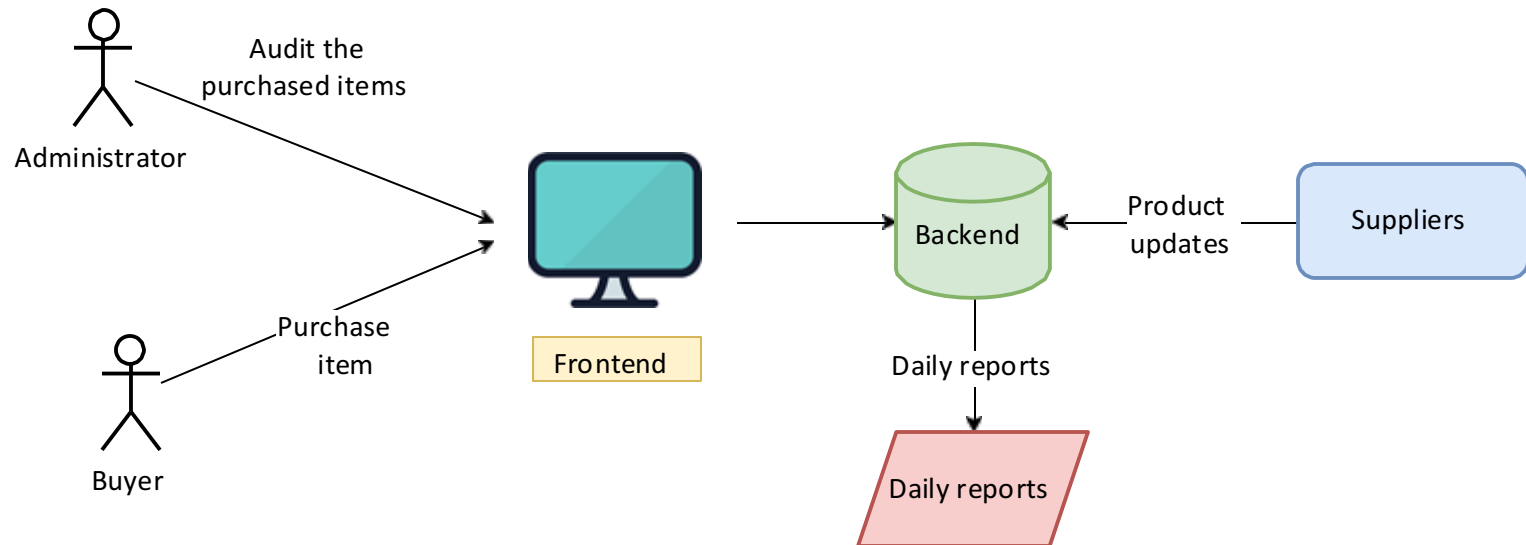 Audit the
purchased items
Administrator
Purchase
item
Buyer
Frontend
Backend
Product
updates
Suppliers
Daily reports
Daily reports